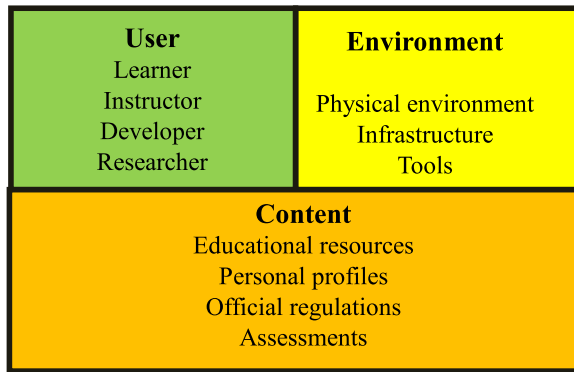 User
Learner
Instructor
Developer
Researcher
Environment
Physical environment
Infrastructure
Tools
Content
Educational resources
Personal profiles
Official regulations
Assessments